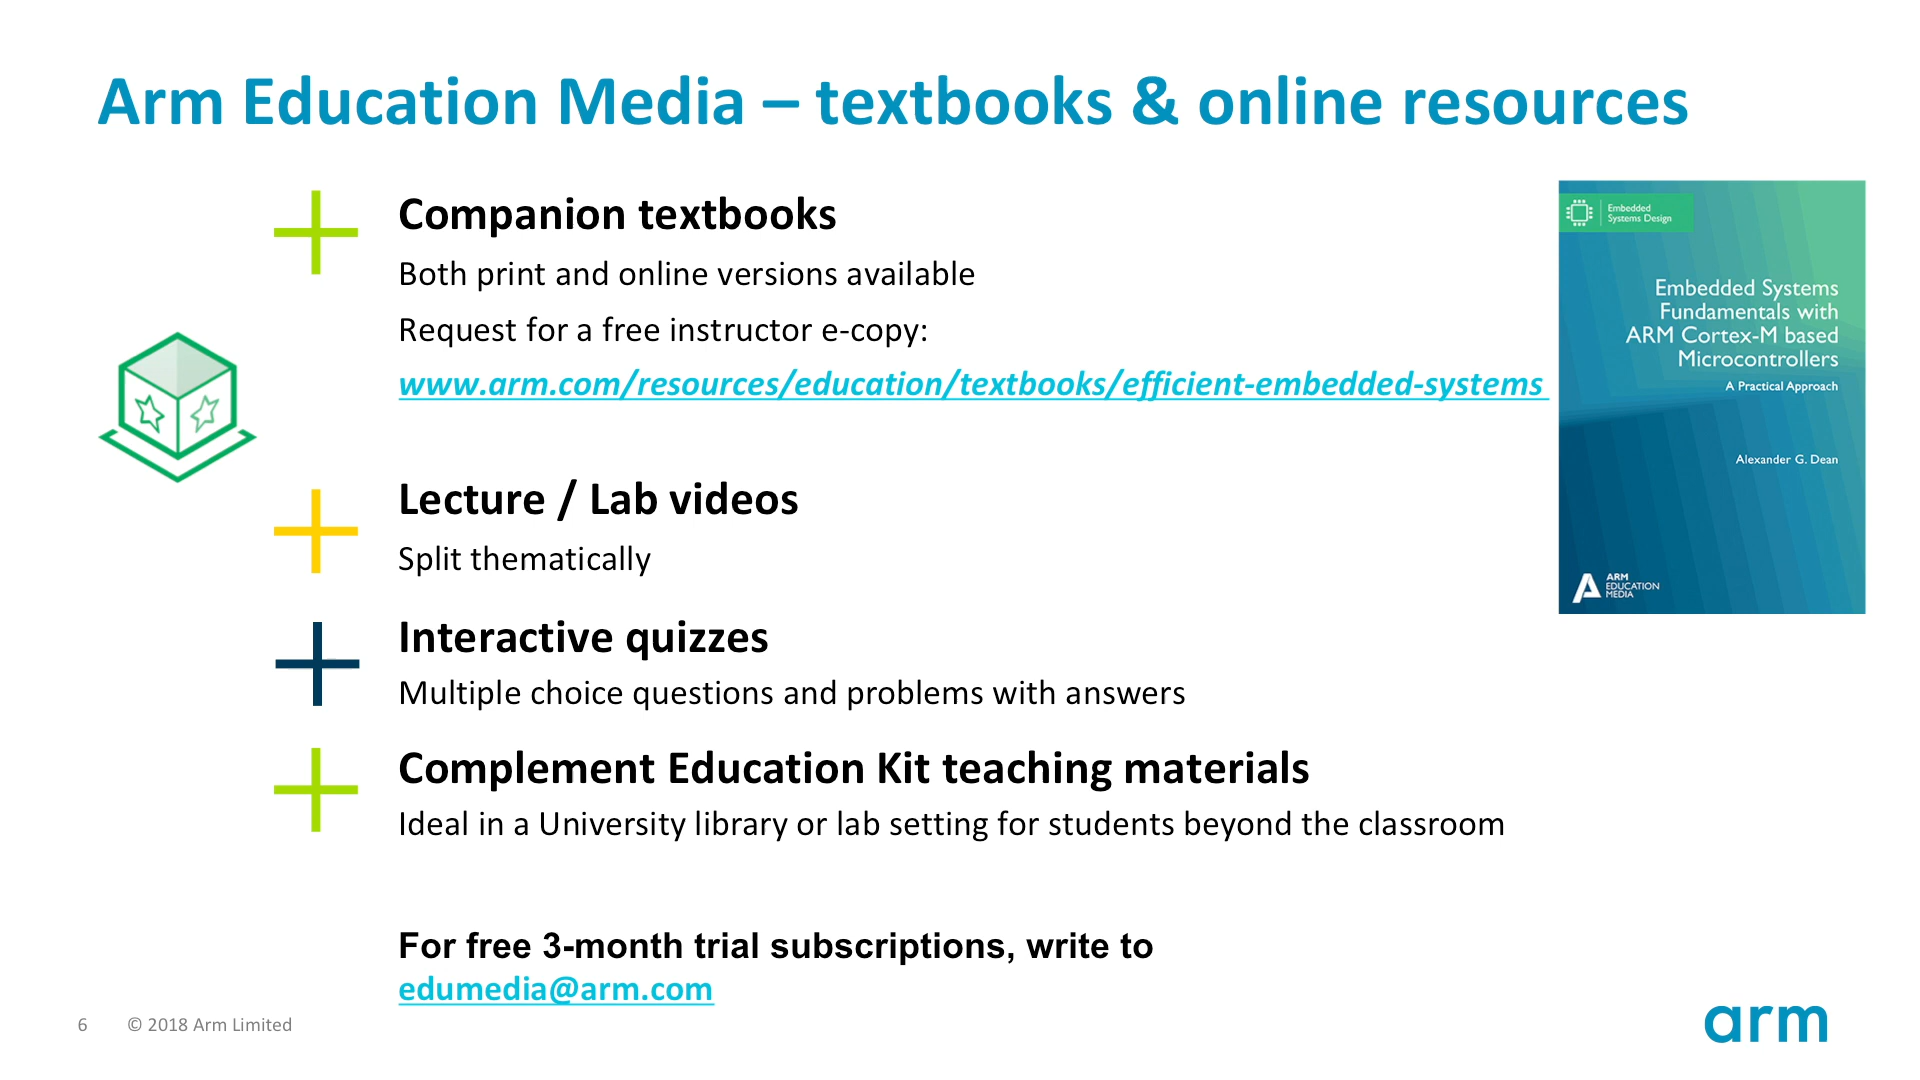 Arm Education Media – textbooks & online resources
Companion textbooks
Both print and online versions available
Request for a free instructor e-copy:
www.arm.com/resources/education/textbooks/efficient-embedded-systems
Lecture / Lab videos
Split thematically
Interactive quizzes
Multiple choice questions and problems with answers
Complement Education Kit teaching materials
Ideal in a University library or lab setting for students beyond the classroom
For free 3-month trial subscriptions, write to
edumedia@arm.com
Embedded
Systems Design
Embedded Systems
Fundamentals with
ARM Cortex-M based
Microcontrollers
A Practical Approach
Alexander G. Dean
ARM
EDUCATION
MEDIA
6 © 2018 Arm Limited
arm